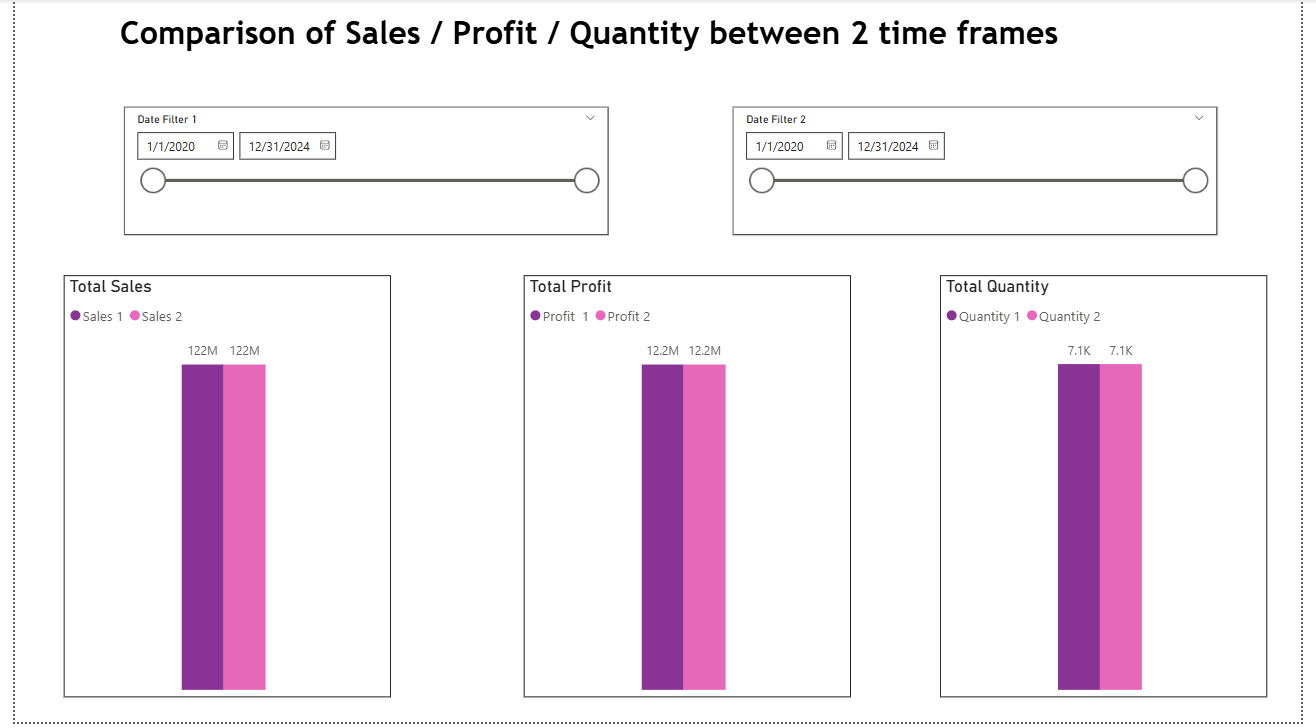 Comparison of Sales / Profit / Quantity between 2 time frames
Date Filter 1
1/1/2020 12/31/2024
Date Filter 2
1/1/2020 12/31/2024
Total Sales
Sales 1 Sales 2
122M 122M
Total Profit
Profit 1 Profit 2
12.2M 12.2M
Total Quantity
Quantity 1 Quantity 2
7.1K 7.1K